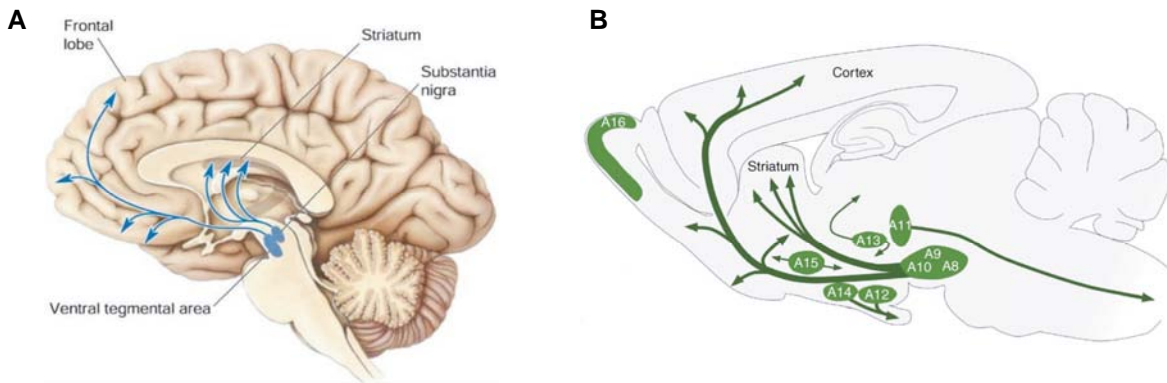 A
Frontal
lobe
Striatum
Substantia
nigra
Ventral tegmental area
B
Cortex
A16
Striatum
A11
A13
A9
A10 A8
A15
A14 A12